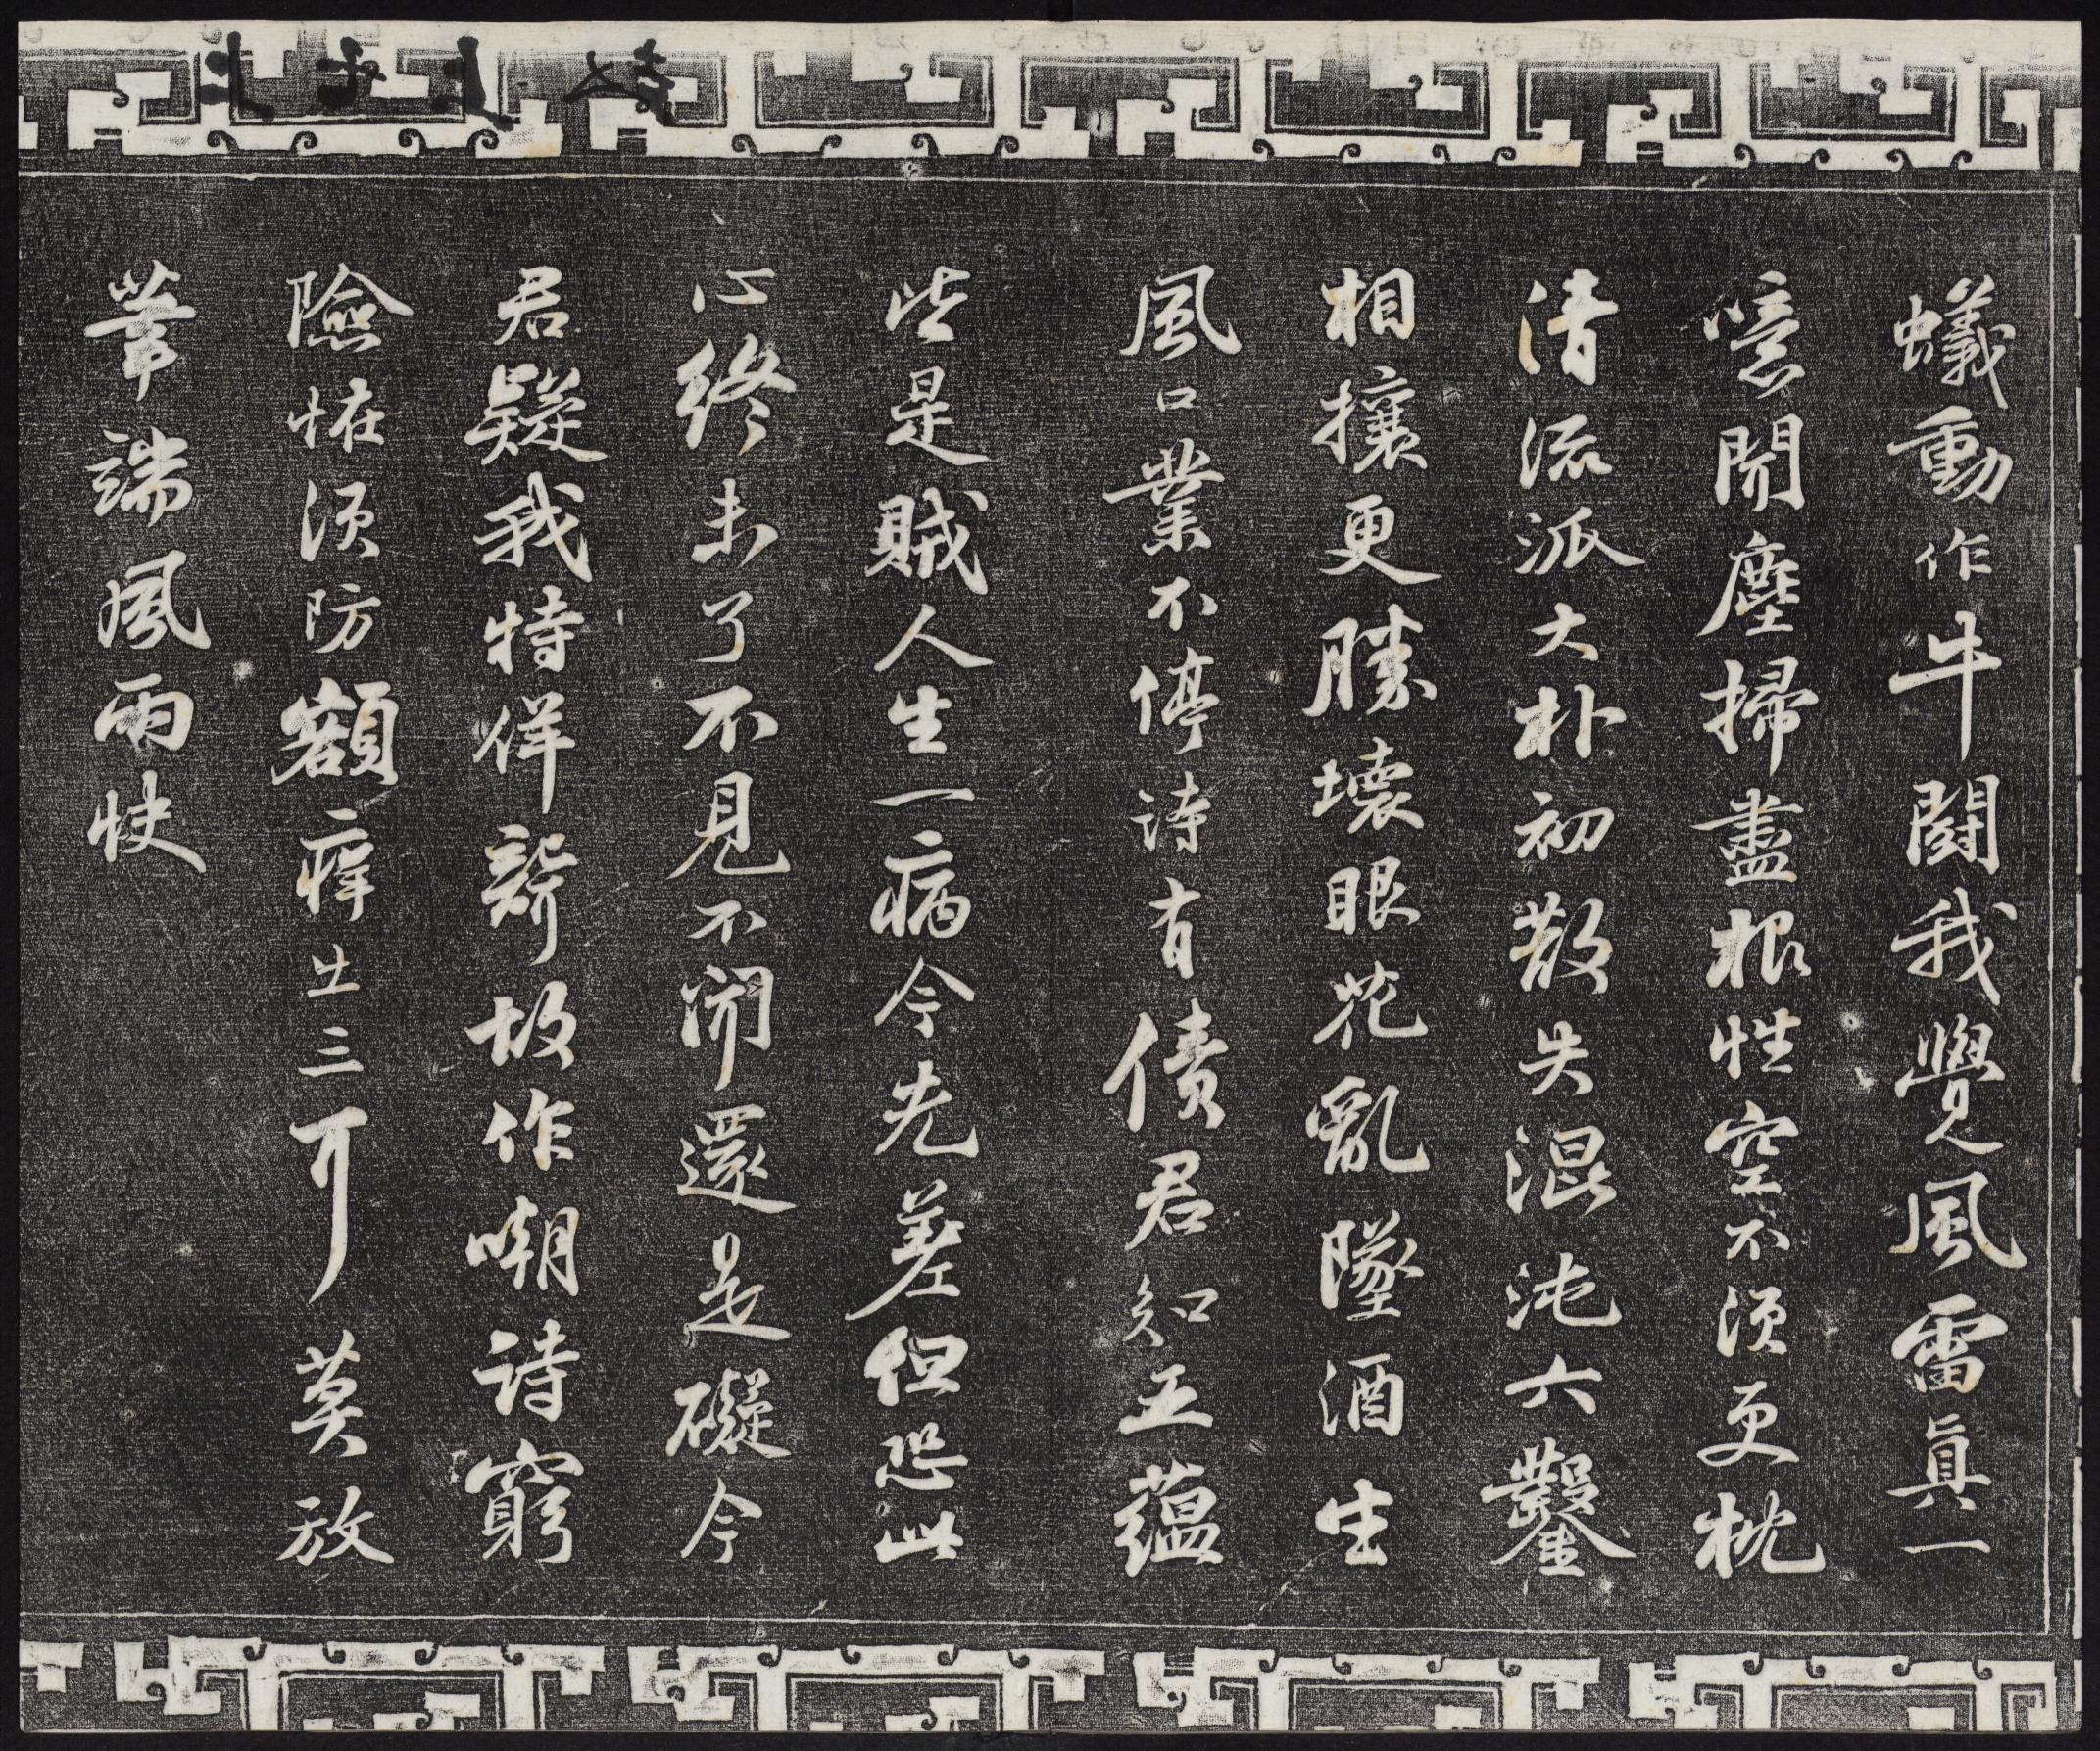 蟻動作牛鬪我覺風雷真一
噫聞塵掃盡根性空不須更枕
清流派大朴初散失混沌六鑿
相攘更勝壞眼花亂墜酒生
風口業不停詩有債君知五蘊
皆是賊人生一病今先差但恐此
心終未了不見不聞還是礙今
君疑我特佯聾故作嘲詩窮
險怪須防額癢出三耳莫放
筆端風雨快